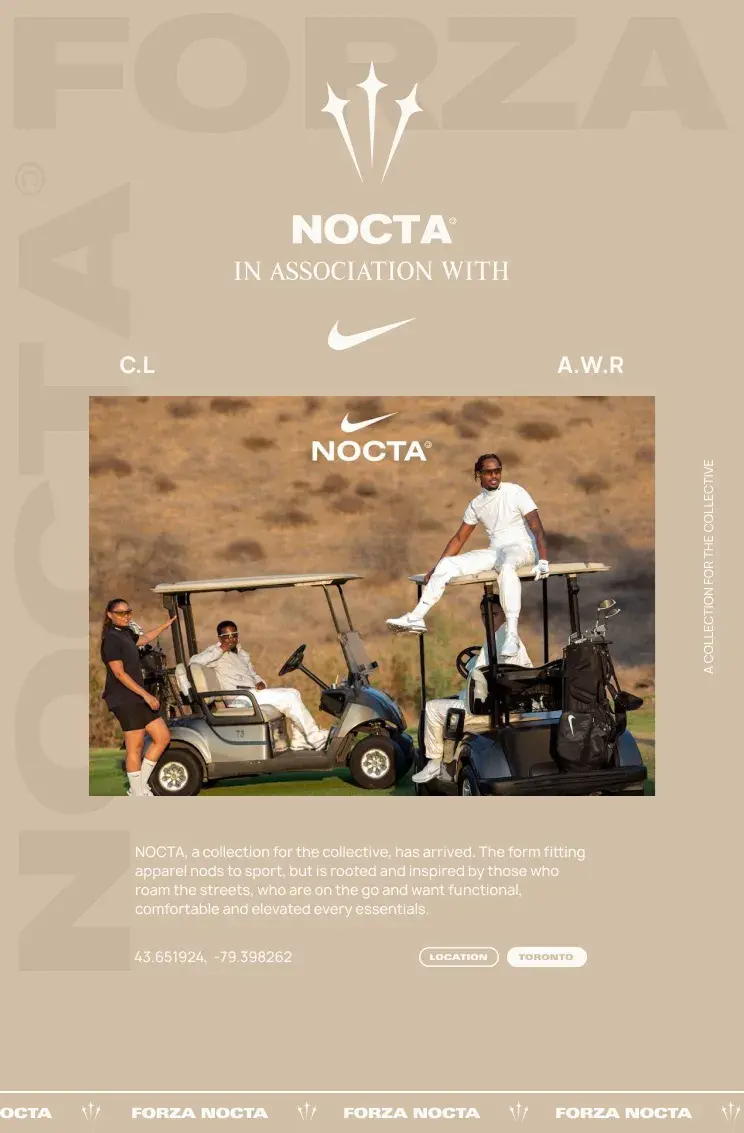 FORZA
NOCTA©
NOCTA
IN ASSOCIATION WITH
C.L
A.W.R
NOCTA
T3
A COLLECTION FOR THE COLLECTIVE
NOCTA, a collection for the collective, has arrived. The form fitting
apparel nods to sport, but is rooted and inspired by those who
roam the streets, who are on the go and want functional,
comfortable and elevated every essentials.
43.651924, -79.398262
LOCATION
TORONTO
OCTA FORZA NOCTA FORZA NOCTA FORZA NOCTA